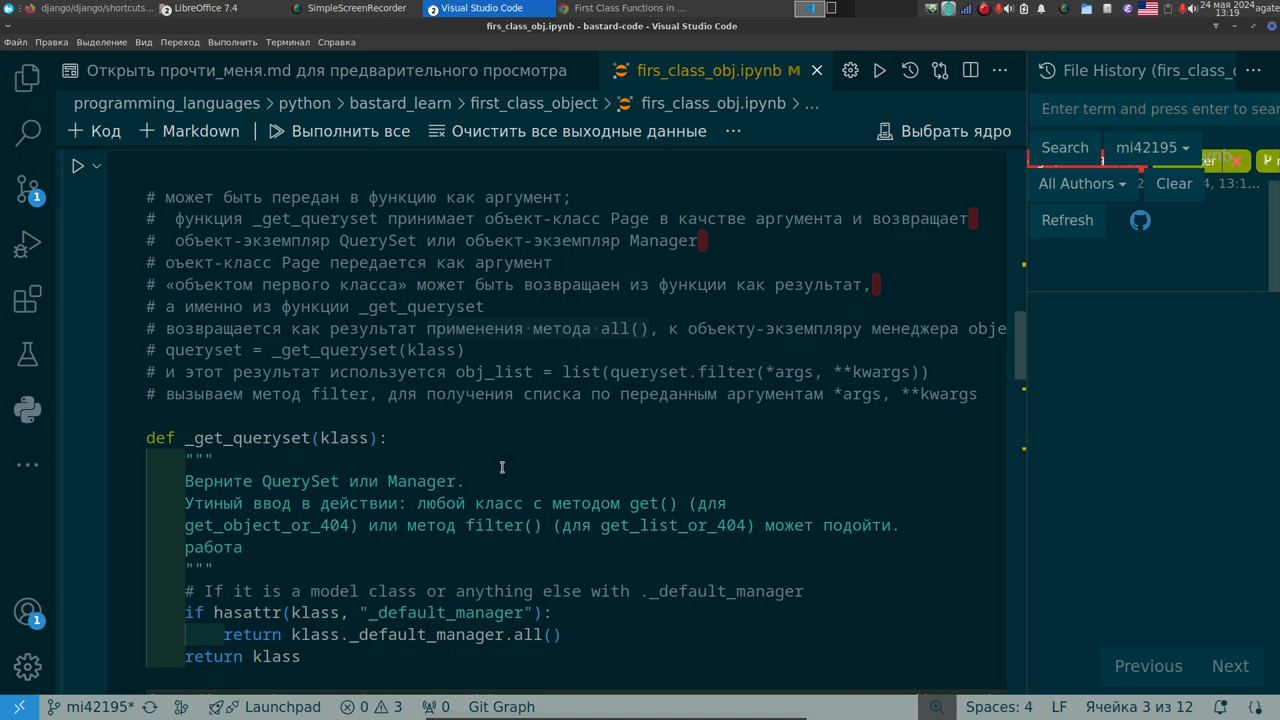 django/django/shortcuts...
LibreOffice 7.4
SimpleScreenRecorder
Visual Studio Code
First Class Functions in ...
24 мая 2024
13:19
agate
firs_class_obj.ipynb - bastard-code - Visual Studio Code
Файл Правка Выделение Вид Переход Выполнить Терминал Справка
Открыть прочти_меня.md для предварительного просмотра
firs_class_obj.ipynb M
File History (firs_class_
programming_languages > python > bastard_learn > first_class_object > firs_class_obj.ipynb > ...
Enter term and press enter to sear
+ Код + Markdown Выполнить все Очистить все выходные данные ... Выбрать ядро
Search mi42195
All Authors Clear
Refresh
# может быть передан в функцию как аргумент;
#  функция _get_queryset принимает объект-класс Page в качстве аргумента и возвращает
#  объект-экземпляр QuerySet или объект-экземпляр Manager
# оъект-класс Page передается как аргумент
# «объектом первого класса» может быть возвращаен из функции как результат,
# а именно из функции _get_queryset
# возвращается как результат применения метода all(), к объекту-экземпляру менеджера obje
# queryset = _get_queryset(klass)
# и этот результат используется obj_list = list(queryset.filter(*args, **kwargs))
# вызываем метод filter, для получения списка по переданным аргументам *args, **kwargs
def _get_queryset(klass):
"""
Верните QuerySet или Manager.
Утиный ввод в действии: любой класс с методом get() (для
get_object_or_404) или метод filter() (для get_list_or_404) может подойти.
работа
"""
# If it is a model class or anything else with ._default_manager
if hasattr(klass, "_default_manager"):
return klass._default_manager.all()
return klass
Previous Next
1
1
mi42195* Launchpad 0 3 0 Git Graph Spaces: 4 LF Ячейка 3 из 12